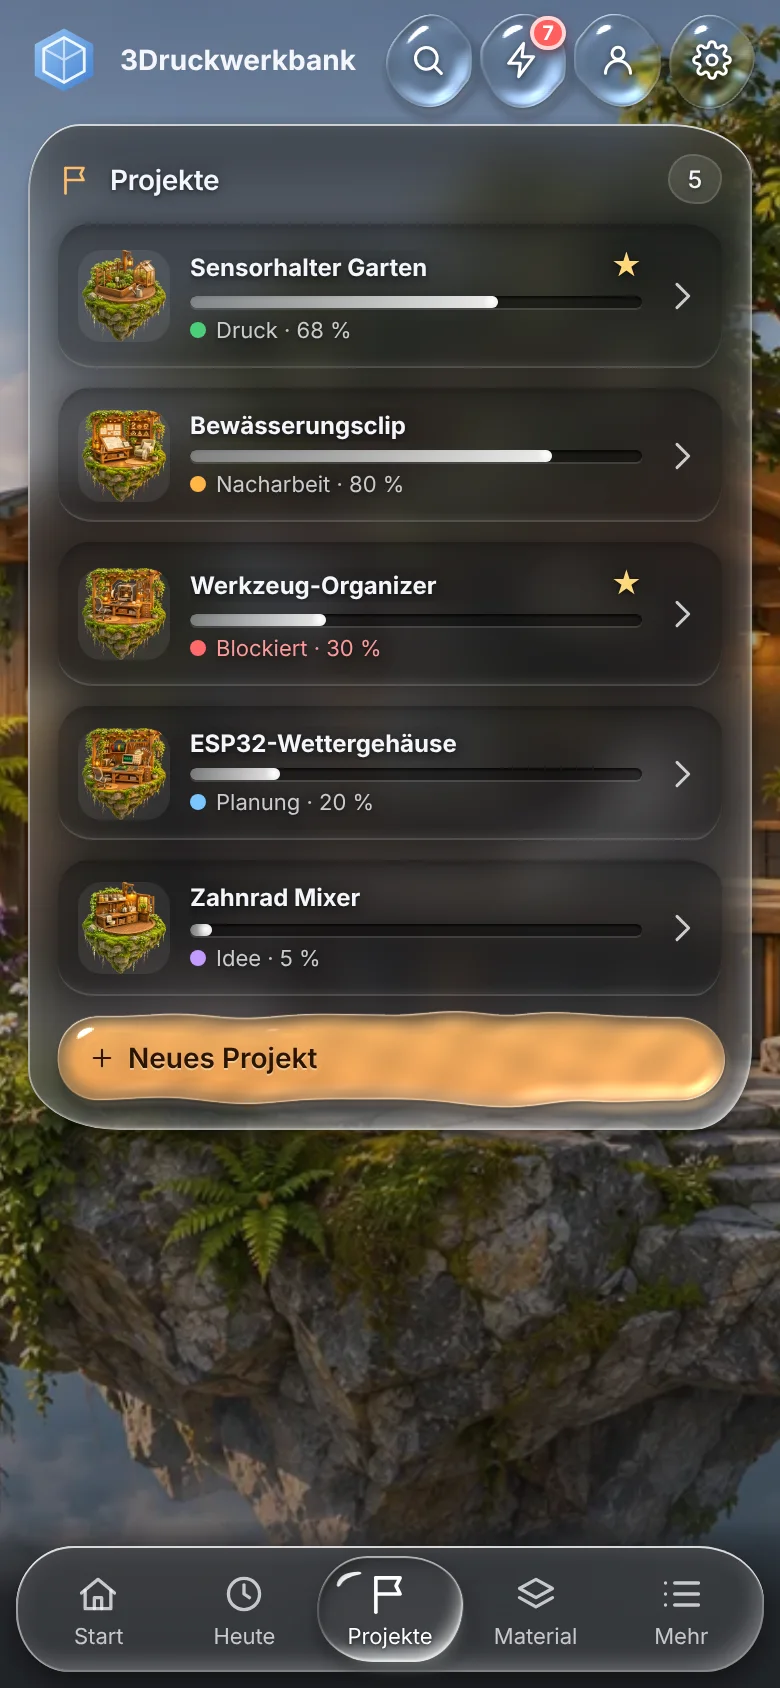 3Druckwerkbank
7
Projekte
5
Sensorhalter Garten
Druck · 68 %
Bewässerungsclip
Nacharbeit · 80 %
Werkzeug-Organizer
Blockiert · 30 %
ESP32-Wettergehäuse
Planung · 20 %
Zahnrad Mixer
Idee · 5 %
+ Neues Projekt
Start
Heute
Projekte
Material
Mehr